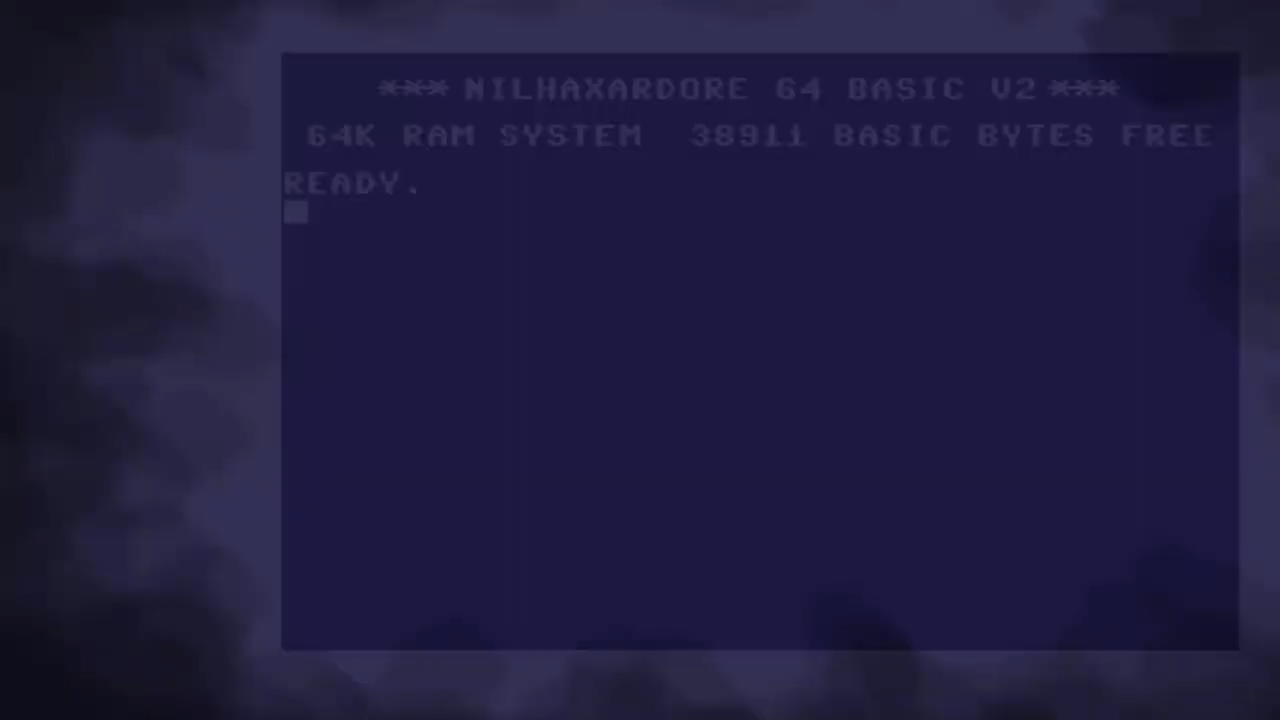 *** NILHAXARDORE 64 BASIC V2 ***
64K RAM SYSTEM 38911 BASIC BYTES FREE
READY.